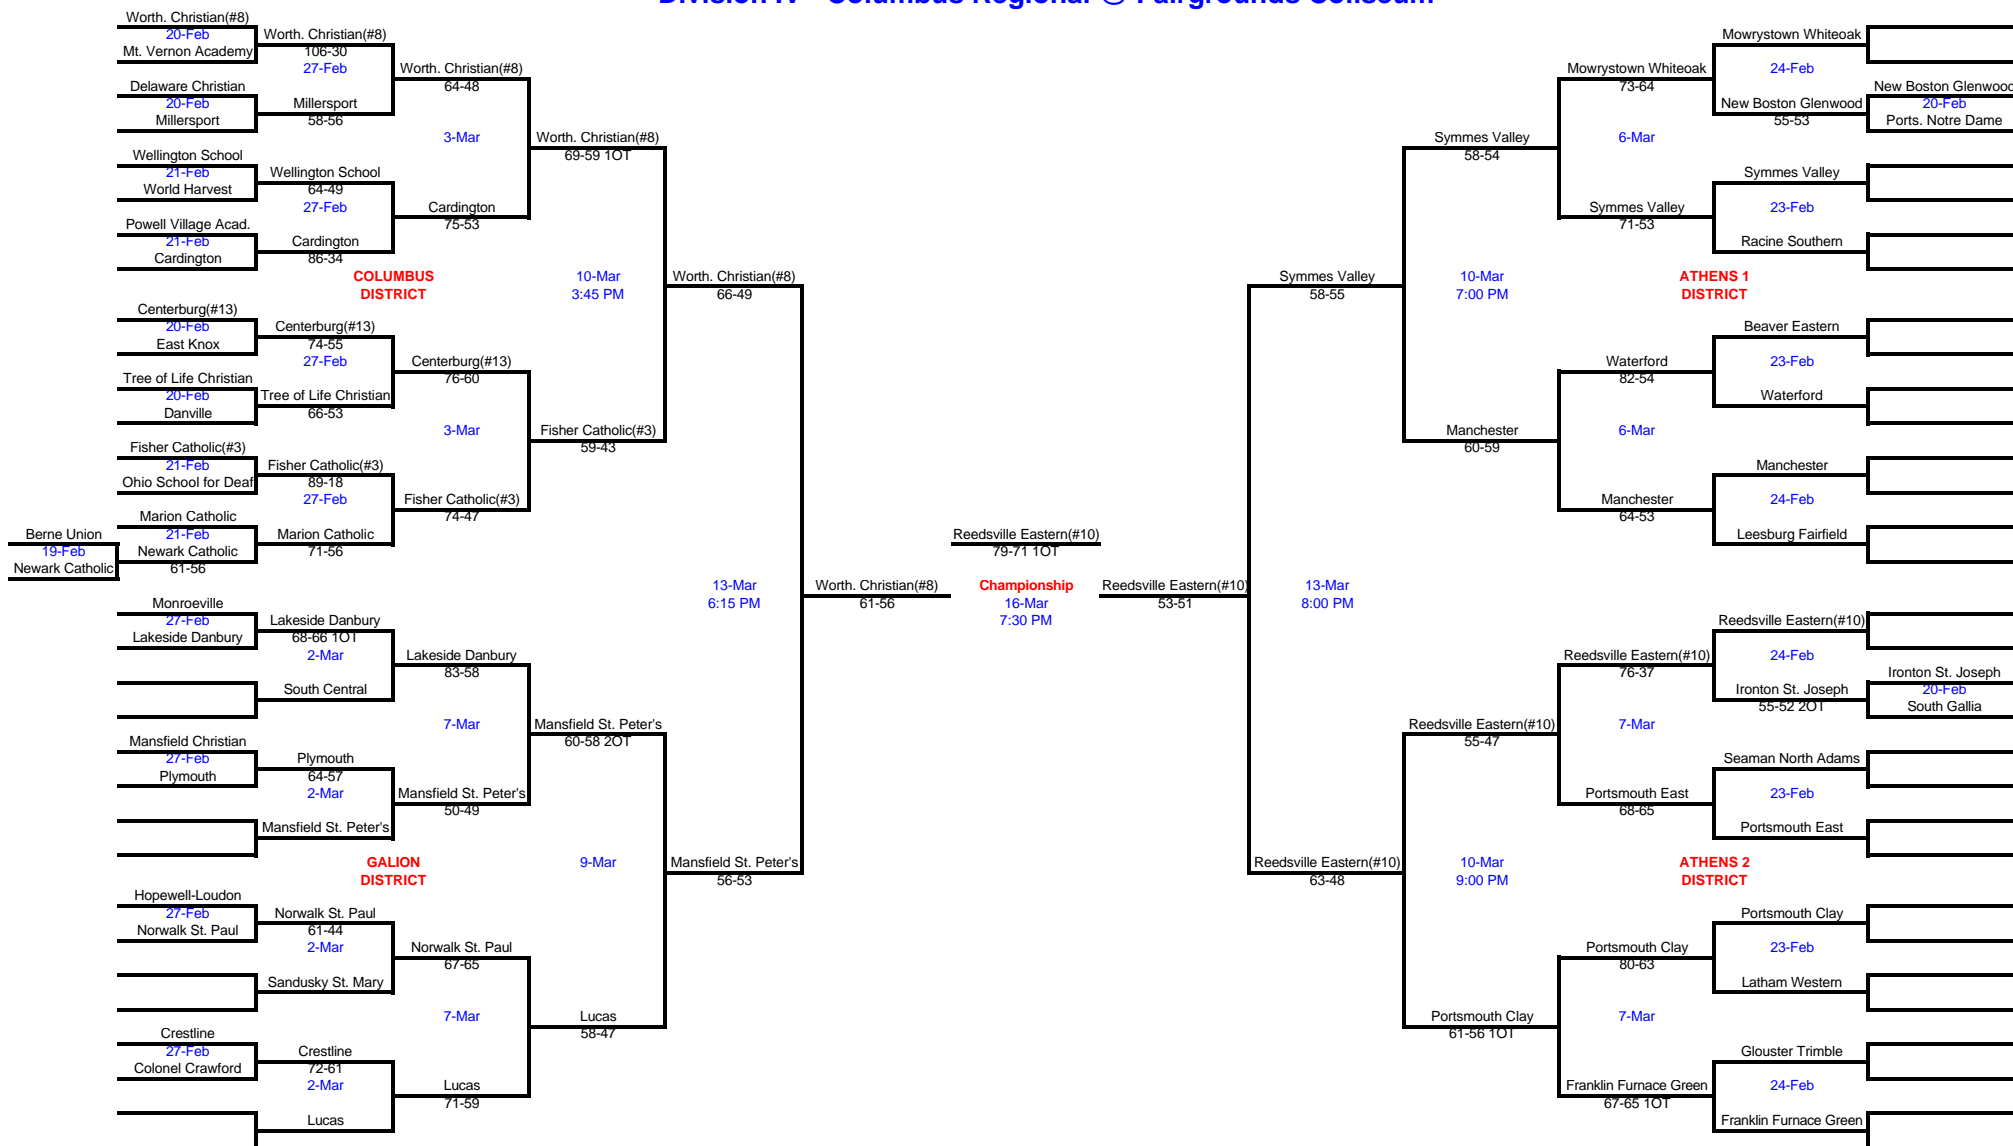 Division IV - Columbus Regional @ Fairgrounds Coliseum
Worth. Christian(#8)
20-Feb
Mt. Vernon Academy
Delaware Christian
20-Feb
Millersport
Wellington School
21-Feb
World Harvest
Powell Village Acad.
21-Feb
Cardington
Centerburg(#13)
20-Feb
East Knox
Tree of Life Christian
20-Feb
Danville
Fisher Catholic(#3)
21-Feb
Ohio School for Deaf
Berne Union
19-Feb
Newark Catholic
Marion Catholic
21-Feb
Newark Catholic
61-56
Monroeville
27-Feb
Lakeside Danbury
Mansfield Christian
27-Feb
Plymouth
Hopewell-Loudon
27-Feb
Norwalk St. Paul
Crestline
27-Feb
Colonel Crawford
Worth. Christian(#8)
106-30
27-Feb
Millersport
58-56
Wellington School
64-49
27-Feb
Cardington
86-34
COLUMBUS
DISTRICT
Centerburg(#13)
74-55
27-Feb
Tree of Life Christian
66-53
Fisher Catholic(#3)
89-18
27-Feb
Marion Catholic
71-56
Lakeside Danbury
68-66 1OT
2-Mar
South Central
Plymouth
64-57
2-Mar
Mansfield St. Peter's
GALION
DISTRICT
Norwalk St. Paul
61-44
2-Mar
Sandusky St. Mary
Crestline
72-61
2-Mar
Lucas
Worth. Christian(#8)
64-48
3-Mar
Cardington
75-53
Centerburg(#13)
76-60
3-Mar
Fisher Catholic(#3)
74-47
Lakeside Danbury
83-58
7-Mar
Mansfield St. Peter's
50-49
Norwalk St. Paul
67-65
7-Mar
Lucas
71-59
Worth. Christian(#8)
69-59 1OT
10-Mar
3:45 PM
Fisher Catholic(#3)
59-43
Mansfield St. Peter's
60-58 2OT
9-Mar
Lucas
58-47
Worth. Christian(#8)
66-49
13-Mar
6:15 PM
Mansfield St. Peter's
56-53
Worth. Christian(#8)
61-56
Reedsville Eastern(#10)
79-71 1OT
Championship
16-Mar
7:30 PM
Reedsville Eastern(#10)
53-51
Symmes Valley
58-55
13-Mar
8:00 PM
Reedsville Eastern(#10)
63-48
Symmes Valley
58-54
10-Mar
7:00 PM
Manchester
60-59
Reedsville Eastern(#10)
55-47
10-Mar
9:00 PM
Portsmouth Clay
61-56 1OT
Mowrystown Whiteoak
73-64
6-Mar
Symmes Valley
71-53
Waterford
82-54
6-Mar
Manchester
64-53
Reedsville Eastern(#10)
76-37
7-Mar
Portsmouth East
68-65
Portsmouth Clay
80-63
7-Mar
Franklin Furnace Green
67-65 1OT
Mowrystown Whiteoak
24-Feb
New Boston Glenwood
55-53
Symmes Valley
23-Feb
Racine Southern
ATHENS 1
DISTRICT
Beaver Eastern
23-Feb
Waterford
Manchester
24-Feb
Leesburg Fairfield
Reedsville Eastern(#10)
24-Feb
Ironton St. Joseph
55-52 2OT
Seaman North Adams
23-Feb
Portsmouth East
ATHENS 2
DISTRICT
Portsmouth Clay
23-Feb
Latham Western
Glouster Trimble
24-Feb
Franklin Furnace Green
New Boston Glenwood
20-Feb
Ports. Notre Dame
Ironton St. Joseph
20-Feb
South Gallia